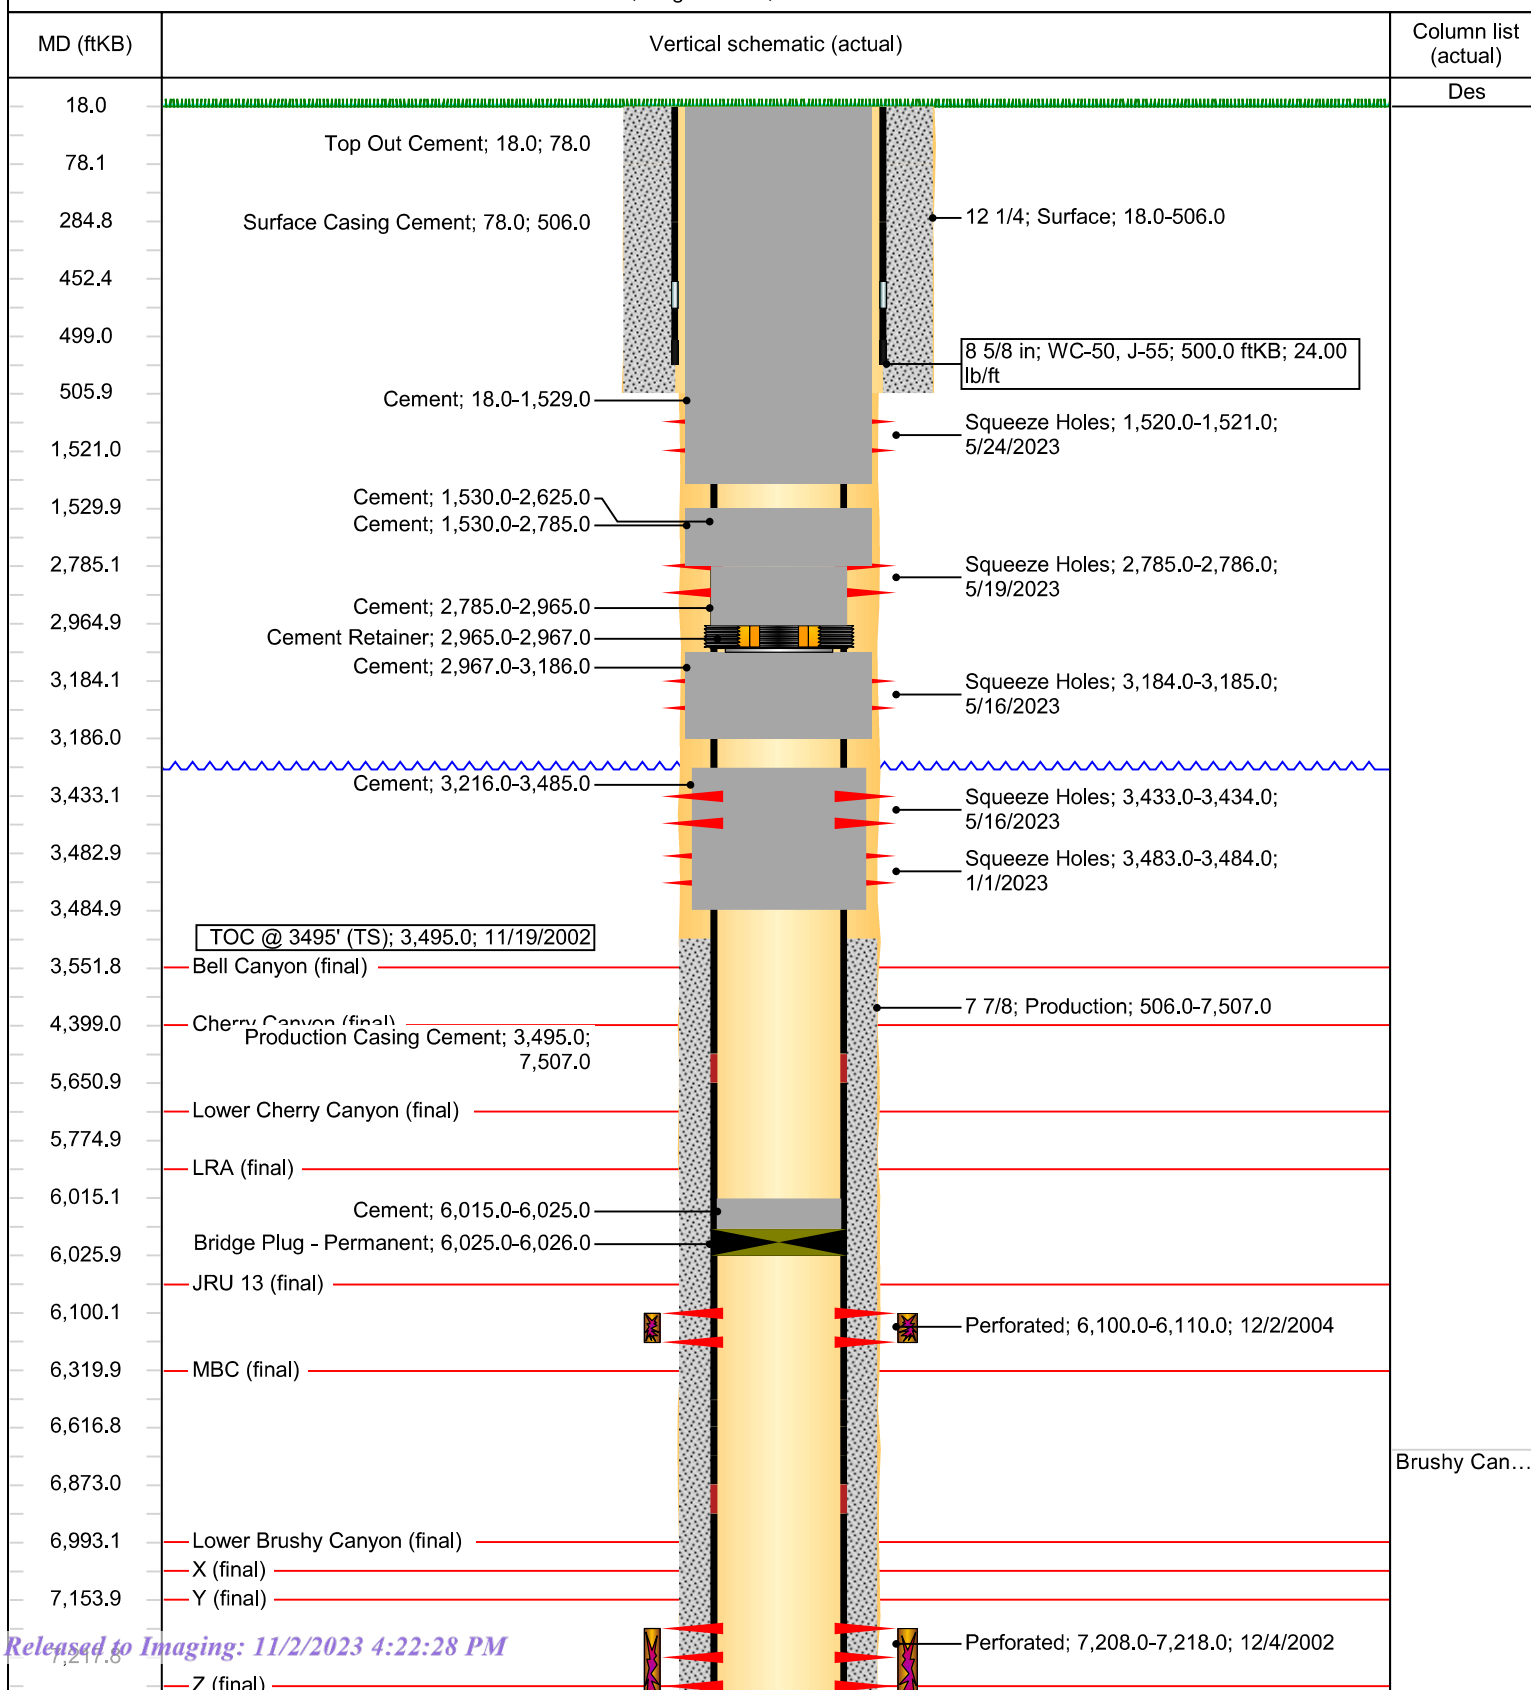 MD (ftKB)
Vertical schematic (actual)
Column list
(actual)
Des
18.0
Top Out Cement; 18.0; 78.0
78.1
284.8
Surface Casing Cement; 78.0; 506.0
12 1/4; Surface; 18.0-506.0
452.4
499.0
8 5/8 in; WC-50, J-55; 500.0 ftKB; 24.00
lb/ft
505.9
Cement; 18.0-1,529.0
Squeeze Holes; 1,520.0-1,521.0;
5/24/2023
1,521.0
Cement; 1,530.0-2,625.0
1,529.9
Cement; 1,530.0-2,785.0
2,785.1
Squeeze Holes; 2,785.0-2,786.0;
5/19/2023
Cement; 2,785.0-2,965.0
2,964.9
Cement Retainer; 2,965.0-2,967.0
Cement; 2,967.0-3,186.0
3,184.1
Squeeze Holes; 3,184.0-3,185.0;
5/16/2023
3,186.0
Cement; 3,216.0-3,485.0
3,433.1
Squeeze Holes; 3,433.0-3,434.0;
5/16/2023
3,482.9
Squeeze Holes; 3,483.0-3,484.0;
1/1/2023
3,484.9
TOC @ 3495' (TS); 3,495.0; 11/19/2002
3,551.8
Bell Canyon (final)
7 7/8; Production; 506.0-7,507.0
4,399.0
Cherry Canyon (final)
Production Casing Cement; 3,495.0;
7,507.0
5,650.9
Lower Cherry Canyon (final)
5,774.9
LRA (final)
6,015.1
Cement; 6,015.0-6,025.0
Bridge Plug - Permanent; 6,025.0-6,026.0
6,025.9
JRU 13 (final)
6,100.1
Perforated; 6,100.0-6,110.0; 12/2/2004
6,319.9
MBC (final)
6,616.8
Brushy Can...
6,873.0
6,993.1
Lower Brushy Canyon (final)
X (final)
7,153.9
Y (final)
Released to Imaging: 11/2/2023 4:22:28 PM
7,217.8
Perforated; 7,208.0-7,218.0; 12/4/2002
Z (final)